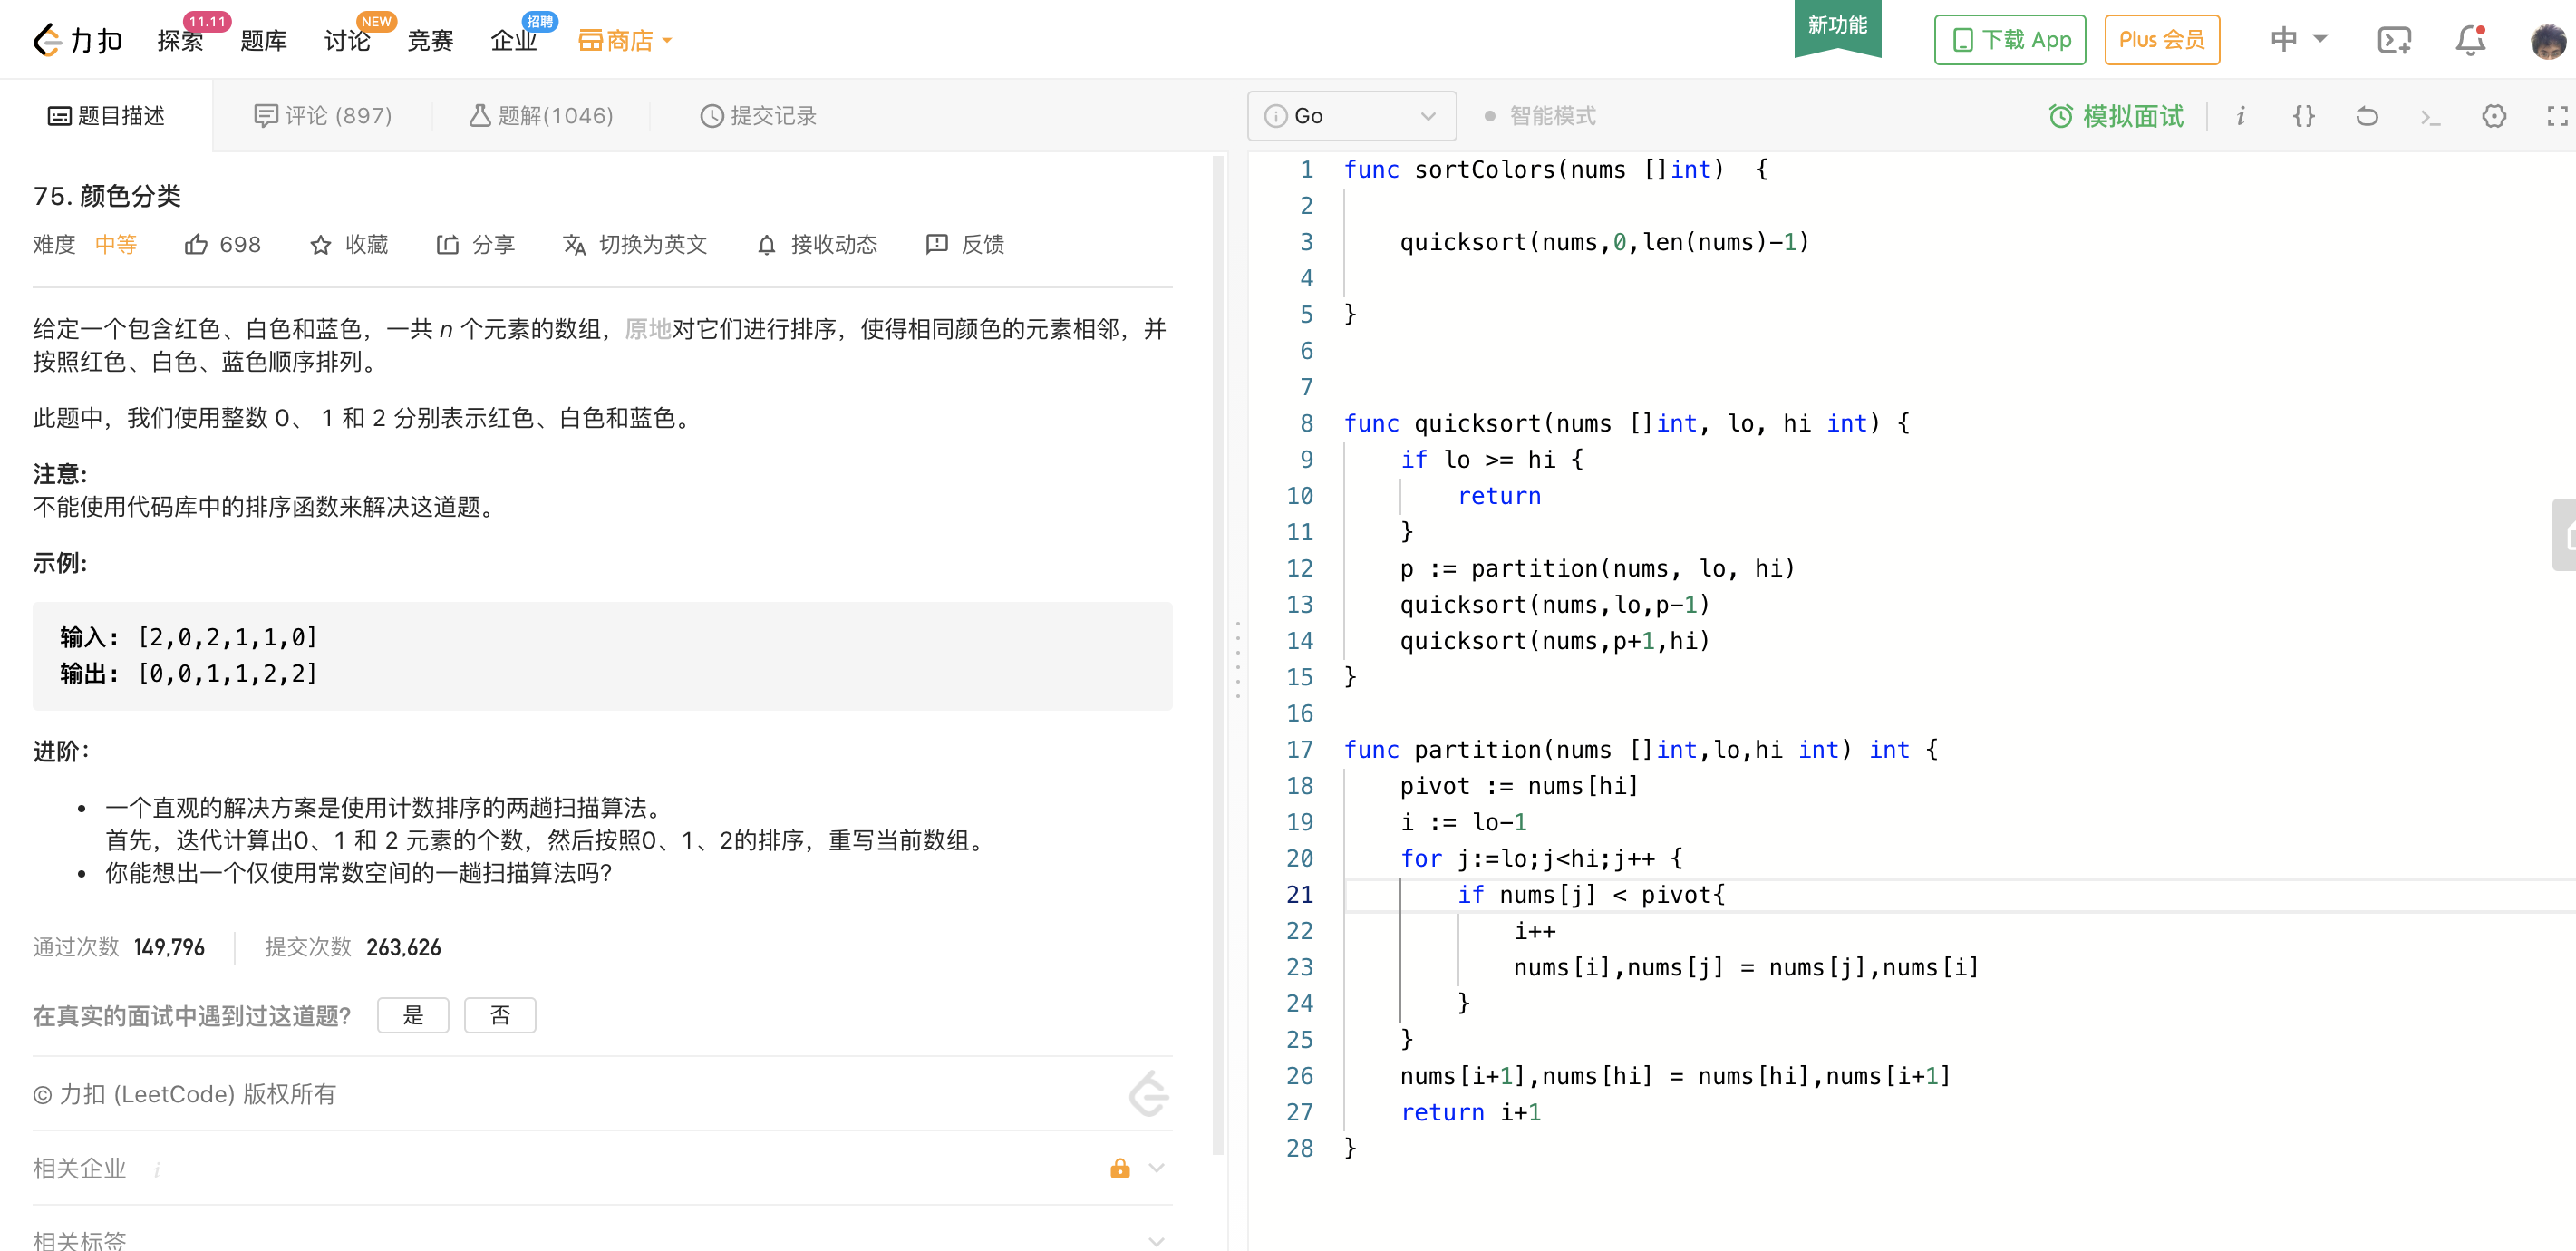 力扣 探索 11.11 题库 讨论 NEW 竞赛 企业 招聘 商店 新功能 下载 App Plus 会员 中
题目描述 评论 (897) 题解(1046) 提交记录 Go 智能模式 模拟面试
75. 颜色分类
难度 中等 698 收藏 分享 切换为英文 接收动态 反馈
给定一个包含红色、白色和蓝色，一共 n 个元素的数组，原地对它们进行排序，使得相同颜色的元素相邻，并
按照红色、白色、蓝色顺序排列。
此题中，我们使用整数 0、 1 和 2 分别表示红色、白色和蓝色。
注意:
不能使用代码库中的排序函数来解决这道题。
示例:
输入: [2,0,2,1,1,0]
输出: [0,0,1,1,2,2]
进阶：
• 一个直观的解决方案是使用计数排序的两趟扫描算法。
首先，迭代计算出0、1 和 2 元素的个数，然后按照0、1、2的排序，重写当前数组。
• 你能想出一个仅使用常数空间的一趟扫描算法吗?
通过次数 149,796 提交次数 263,626
在真实的面试中遇到过这道题? 是 否
© 力扣 (LeetCode) 版权所有
相关企业 i
相关标签
1 func sortColors(nums []int)  {
2
3     quicksort(nums,0,len(nums)-1)
4
5 }
6
7
8 func quicksort(nums []int, lo, hi int) {
9     if lo >= hi {
10         return
11     }
12     p := partition(nums, lo, hi)
13     quicksort(nums,lo,p-1)
14     quicksort(nums,p+1,hi)
15 }
16
17 func partition(nums []int,lo,hi int) int {
18     pivot := nums[hi]
19     i := lo-1
20     for j:=lo;j<hi;j++ {
21         if nums[j] < pivot{
22             i++
23             nums[i],nums[j] = nums[j],nums[i]
24         }
25     }
26     nums[i+1],nums[hi] = nums[hi],nums[i+1]
27     return i+1
28 }